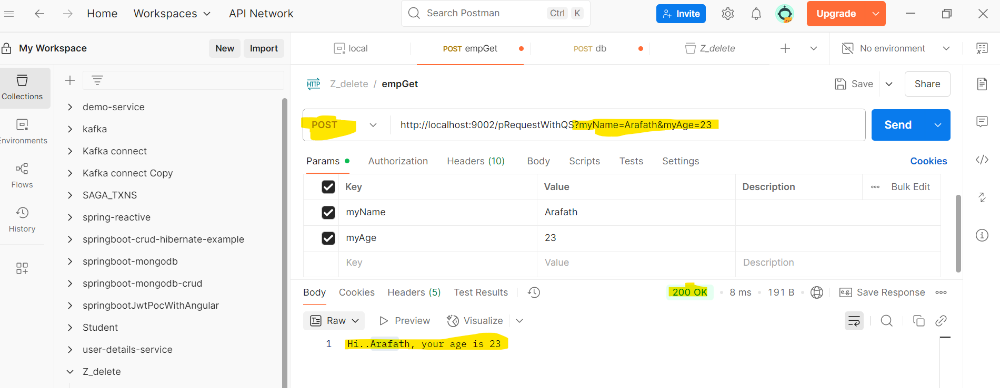 Home Workspaces API Network Search Postman Ctrl K Invite Upgrade
My Workspace New Import
local POST empGet POST db Z_delete No environment
Collections
Environments
Flows
History
demo-service
kafka
Kafka connect
Kafka connect Copy
SAGA_TXNS
spring-reactive
springboot-crud-hibernate-example
springboot-mongodb
springboot-mongodb-crud
springbootJwtPocWithAngular
Student
user-details-service
Z_delete
HTTP Z_delete / empGet Save Share
POST http://localhost:9002/pRequestWithQS?myName=Arafath&myAge=23 Send
Params Authorization Headers (10) Body Scripts Tests Settings Cookies
Key Value Description Bulk Edit
myName Arafath
myAge 23
Key Value Description
Body Cookies Headers (5) Test Results 200 OK 8 ms 191 B e.g. Save Response
Raw Preview Visualize
1 Hi..Arafath, your age is 23